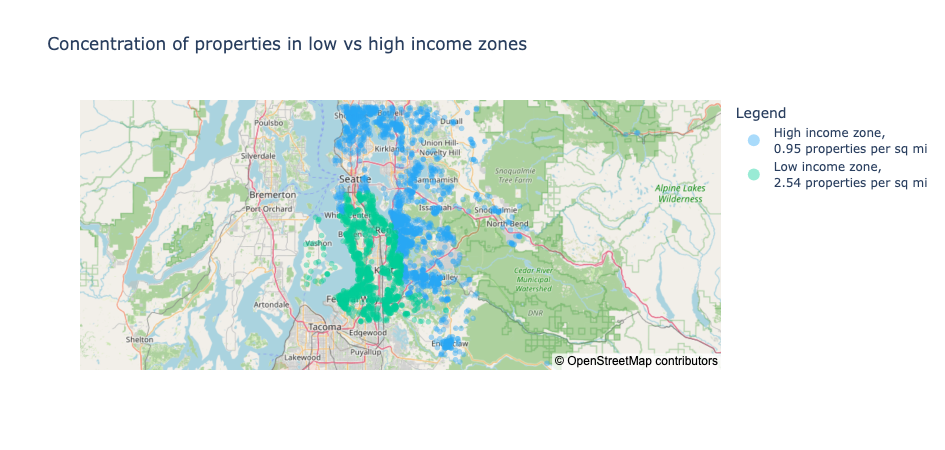 Concentration of properties in low vs high income zones
Legend
High income zone,
0.95 properties per sq mi
Low income zone,
2.54 properties per sq mi
Poulsbo
Duvall
Union Hill-
Novelty Hill
Silverdale
Snoqualmie
Tree Farm
Seattle
Alpine Lakes
Wilderness
Bremerton
Port Orchard
Snoqualmie
North Bend
Vashon
Cedar River
Municipal
Watershed
Artondale
DNR
Tacoma
Edgewood
Shelton
Puyallup
Lakewood
© OpenStreetMap contributors